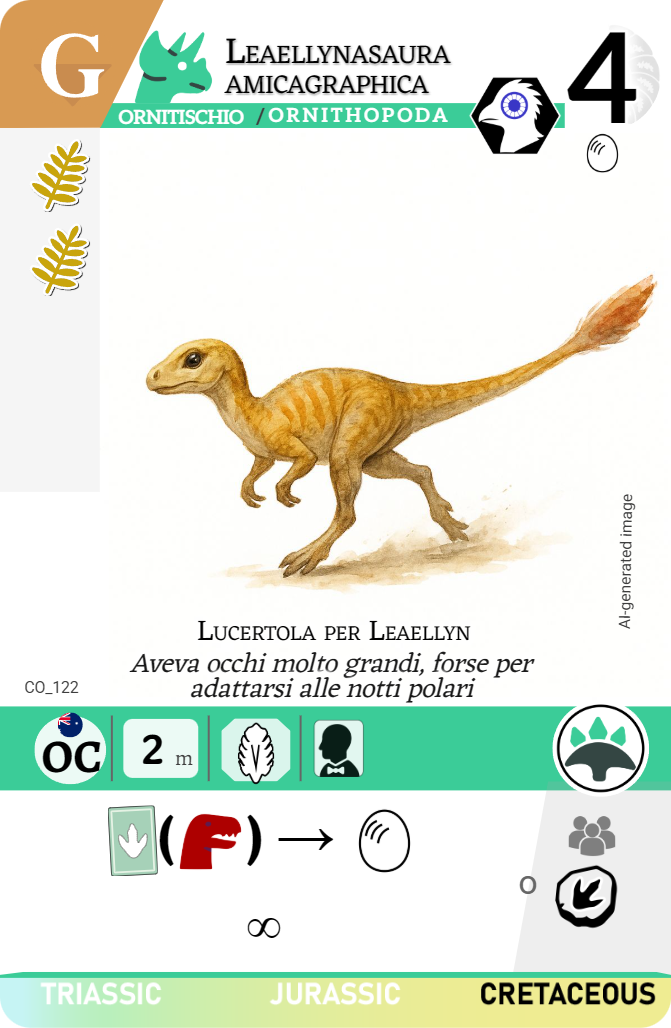 G
LEAELLYNASAURA
AMICAGRAPHICA
4
ORNITISCHIO / ORNITHOPODA
AI-generated image
LUCERTOLA PER LEAELLYN
Aveva occhi molto grandi, forse per
adattarsi alle notti polari
CO_122
OC
2 m
( ) →
O
∞
TRIASSIC JURASSIC CRETACEOUS